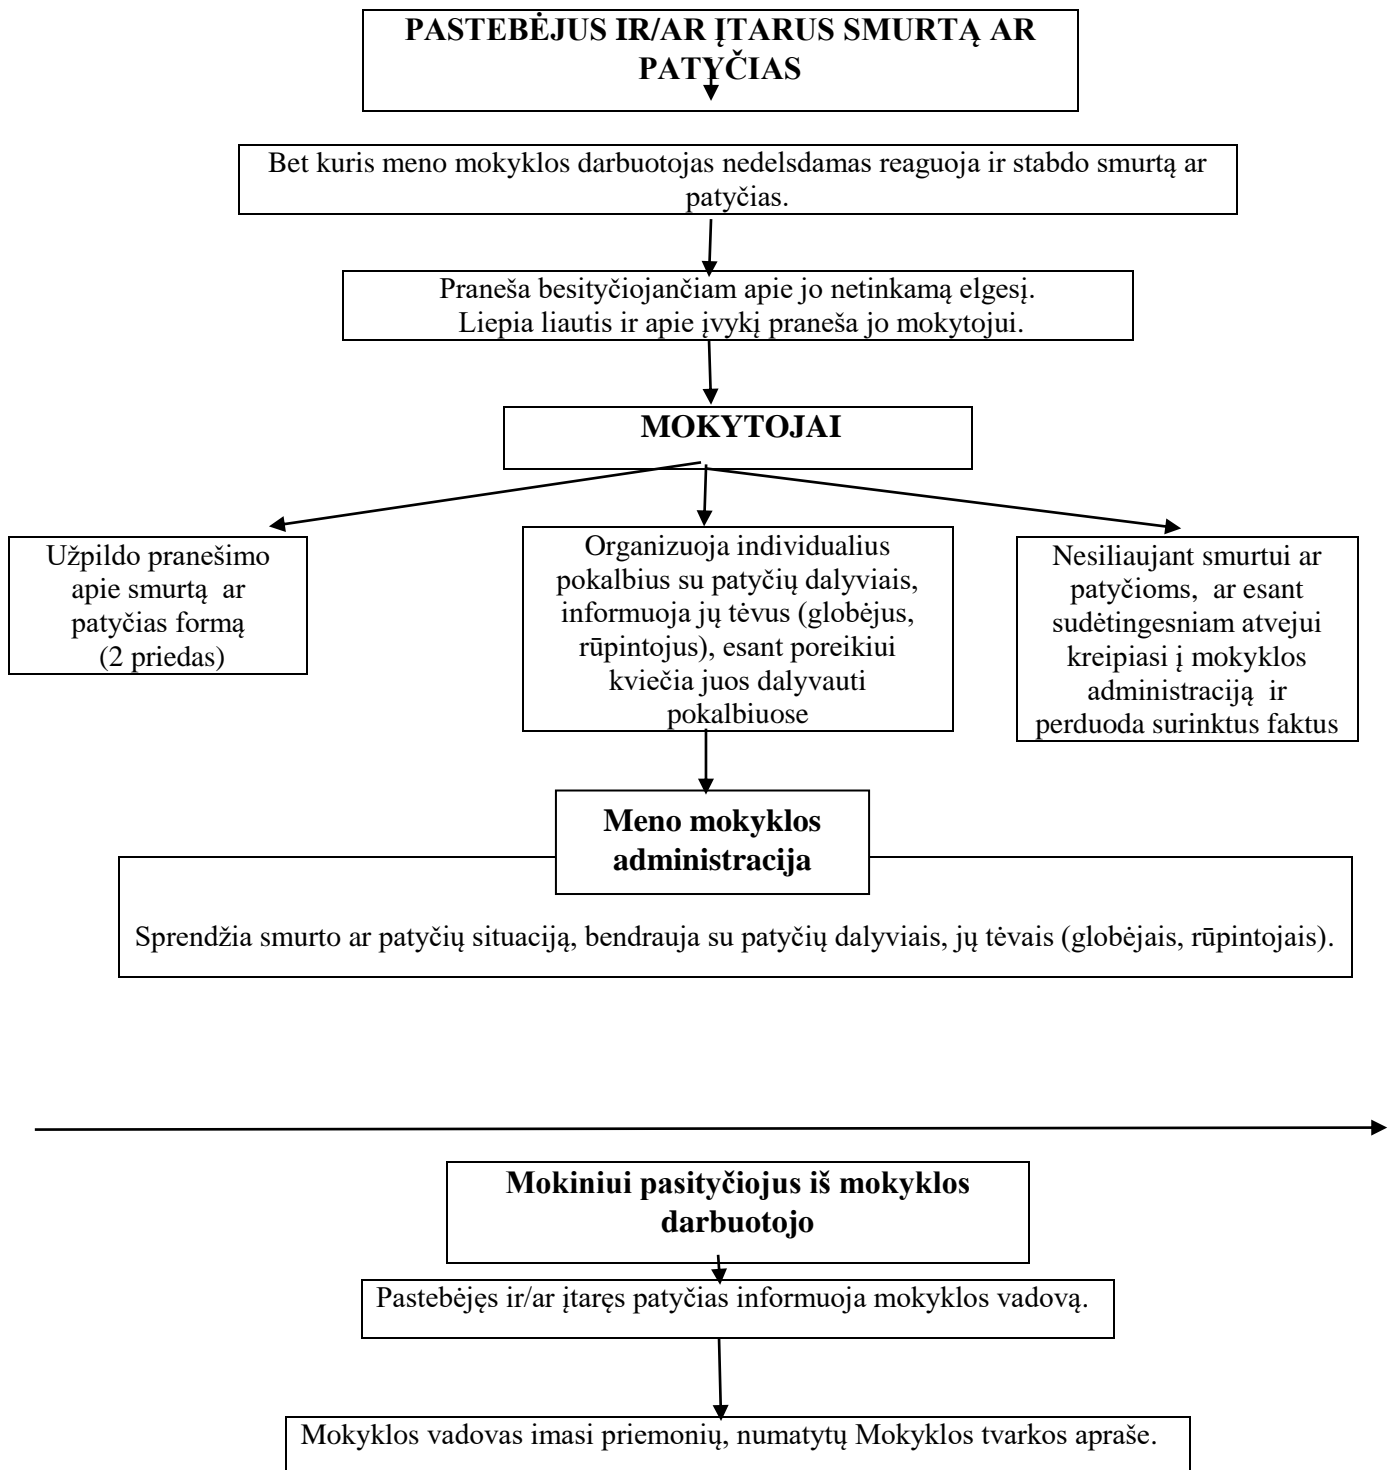 PASTEBĖJUS IR/AR ĮTARUS SMURTĄ AR
PATYČIAS
Bet kuris meno mokyklos darbuotojas nedelsdamas reaguoja ir stabdo smurtą ar
patyčias.
Praneša besityčiojančiam apie jo netinkamą elgesį.
Liepia liautis ir apie įvykį praneša jo mokytojui.
MOKYTOJAI
Užpildo pranešimo
apie smurtą ar
patyčias formą
(2 priedas)
Organizuoja individualius
pokalbius su patyčių dalyviais,
informuoja jų tėvus (globėjus,
rūpintojus), esant poreikiui
kviečia juos dalyvauti
pokalbiuose
Nesiliaujant smurtui ar
patyčioms, ar esant
sudėtingesniam atvejui
kreipiasi į mokyklos
administraciją ir
perduoda surinktus faktus
Meno mokyklos
administracija
Sprendžia smurto ar patyčių situaciją, bendrauja su patyčių dalyviais, jų tėvais (globėjais, rūpintojais).
Mokiniui pasityčiojus iš mokyklos
darbuotojo
Pastebėjęs ir/ar įtaręs patyčias informuoja mokyklos vadovą.
Mokyklos vadovas imasi priemonių, numatytų Mokyklos tvarkos apraše.